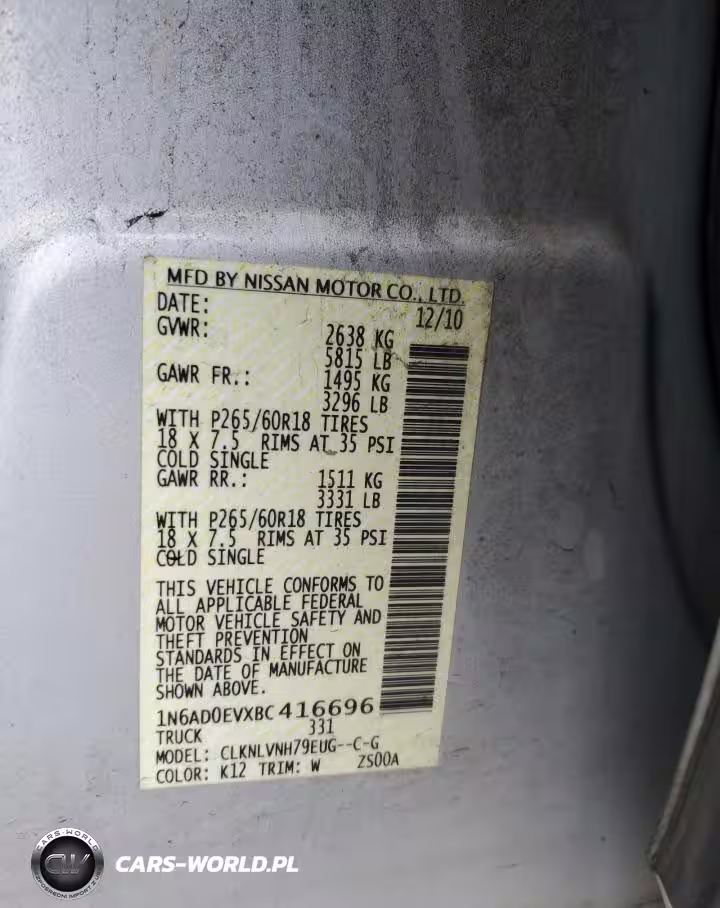 MFD BY NISSAN MOTOR CO., LTD.
DATE: 12/10
GVWR: 2638 KG
5815 LB
GAWR FR.: 1495 KG
3296 LB
WITH P265/60R18 TIRES
18 X 7.5 RIMS AT 35 PSI
COLD SINGLE
GAWR RR.: 1511 KG
3331 LB
WITH P265/60R18 TIRES
18 X 7.5 RIMS AT 35 PSI
COLD SINGLE
THIS VEHICLE CONFORMS TO
ALL APPLICABLE FEDERAL
MOTOR VEHICLE SAFETY AND
THEFT PREVENTION
STANDARDS IN EFFECT ON
THE DATE OF MANUFACTURE
SHOWN ABOVE.
1N6AD0EVXBC416696
TRUCK 331
MODEL: CLKNLVNH79EUG--C-G
COLOR: K12 TRIM: W ZS00A
CARS-WORLD
CW
CARS-WORLD.PL